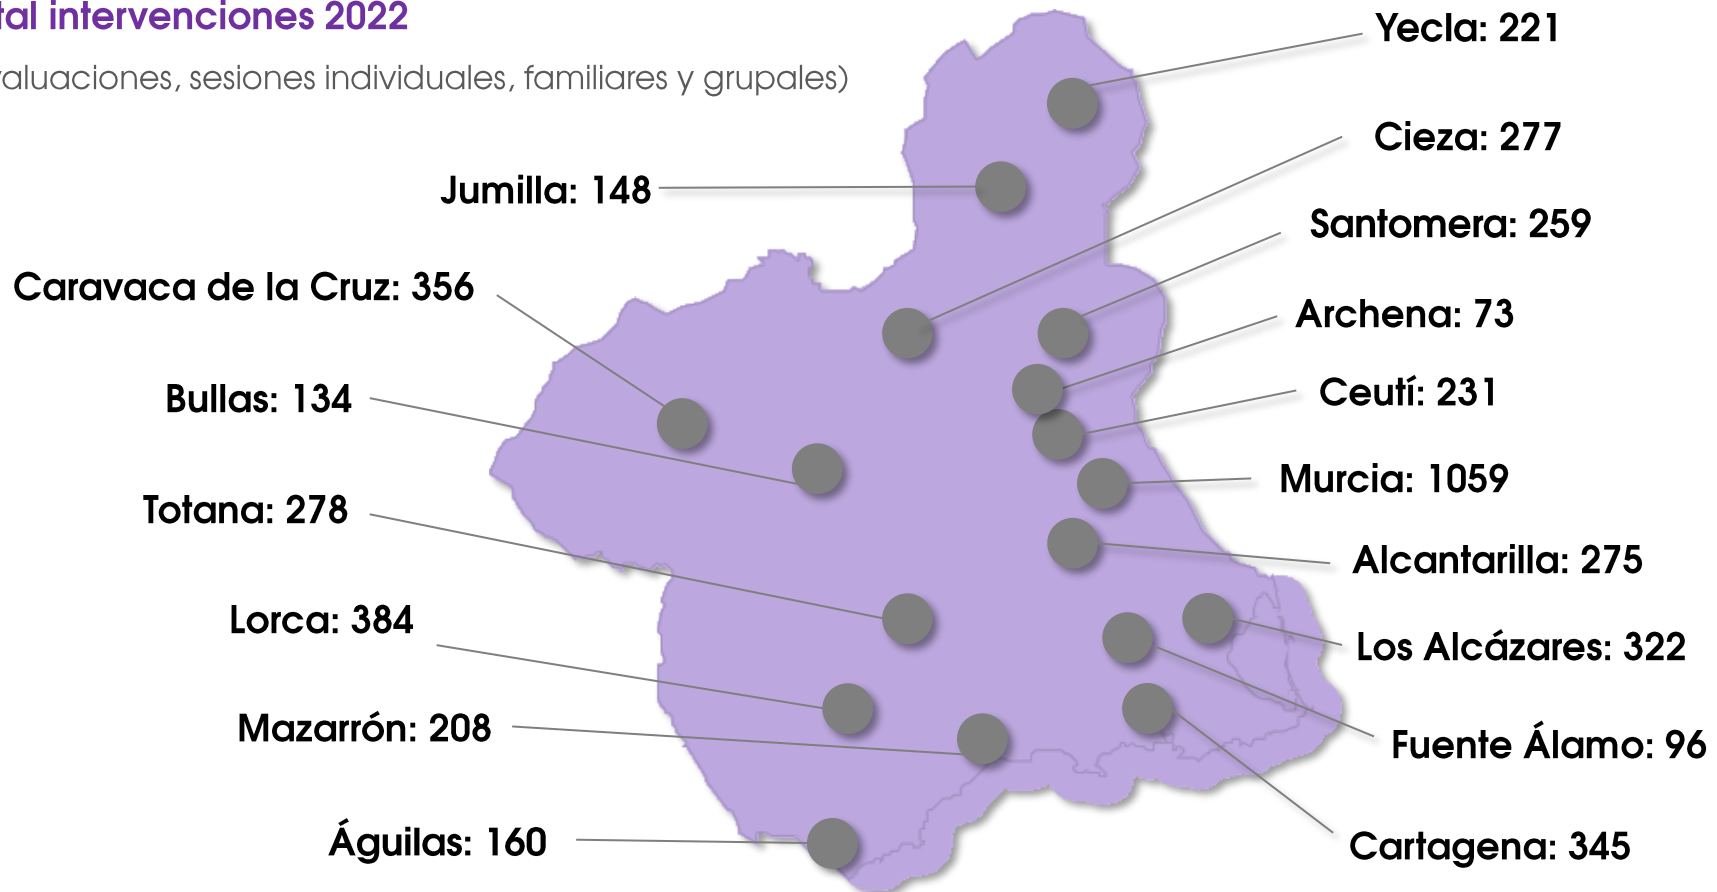 tal intervenciones 2022
valuaciones, sesiones individuales, familiares y grupales)
Yecla: 221
Cieza: 277
Jumilla: 148
Santomera: 259
Caravaca de la Cruz: 356
Archena: 73
Bullas: 134
Ceutí: 231
Murcia: 1059
Totana: 278
Alcantarilla: 275
Lorca: 384
Los Alcázares: 322
Mazarrón: 208
Fuente Álamo: 96
Águilas: 160
Cartagena: 345